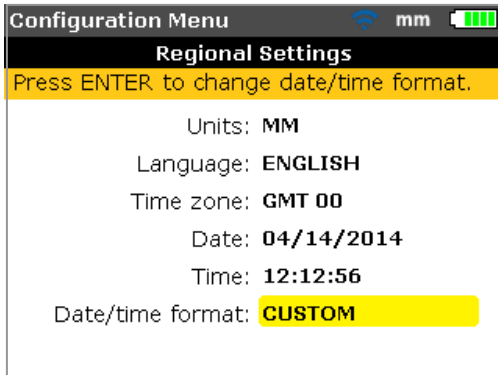 Configuration Menu mm
Regional Settings
Press ENTER to change date/time format.
Units: MM
Language: ENGLISH
Time zone: GMT 00
Date: 04/14/2014
Time: 12:12:56
Date/time format: CUSTOM